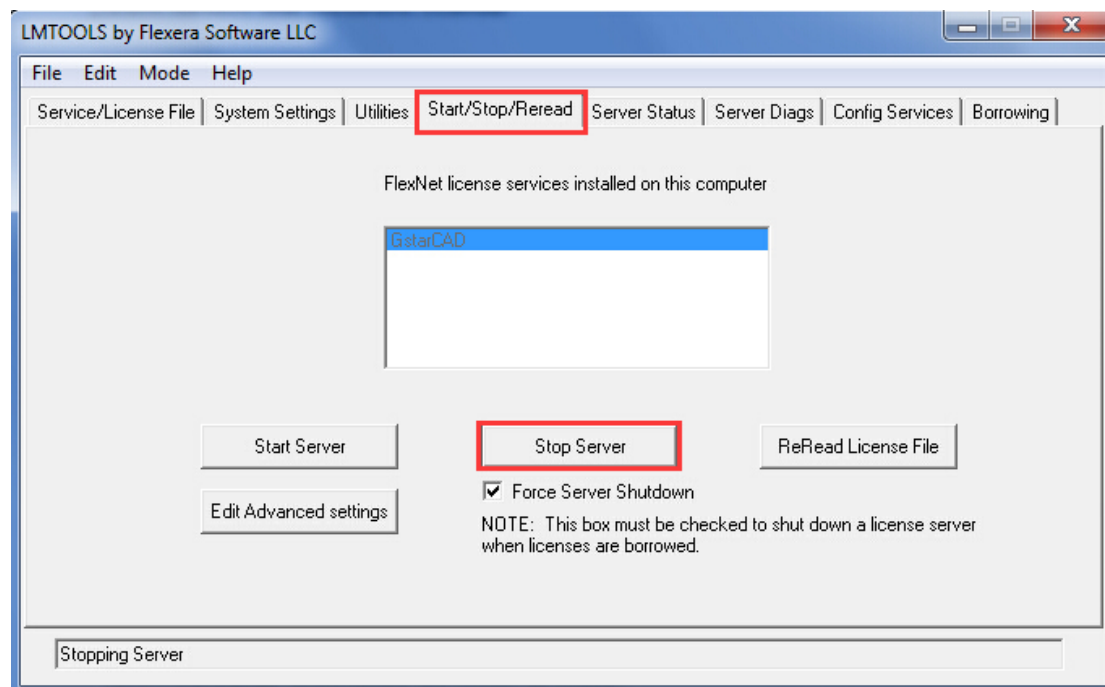 LMTOOLS by Flexera Software LLC
File Edit Mode Help
Service/License File System Settings Utilities Start/Stop/Reread Server Status Server Diags Config Services Borrowing
FlexNet license services installed on this computer
GstarCAD
Start Server Stop Server ReRead License File
Force Server Shutdown
Edit Advanced settings
NOTE: This box must be checked to shut down a license server
when licenses are borrowed.
Stopping Server